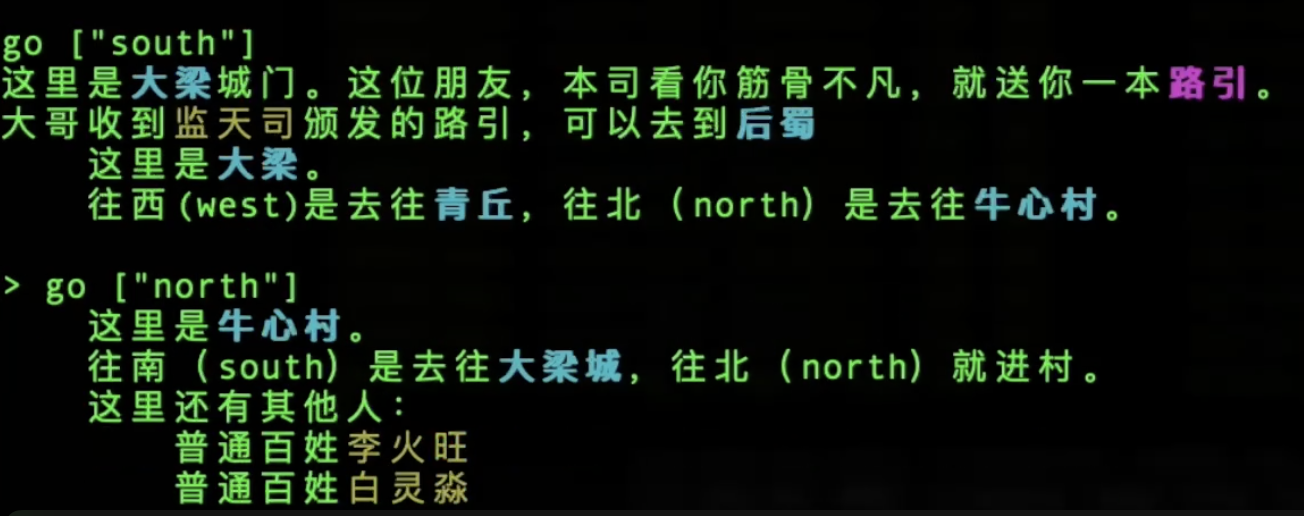 go ["south"]
这里是大梁城门。这位朋友，本司看你筋骨不凡，就送你一本路引。
大哥收到监天司颁发的路引，可以去到后蜀
这里是大梁。
往西(west)是去往青丘，往北（north）是去往牛心村。
> go ["north"]
这里是牛心村。
往南（south）是去往大梁城，往北（north）就进村。
这里还有其他人：
普通百姓李火旺
普通百姓白灵淼